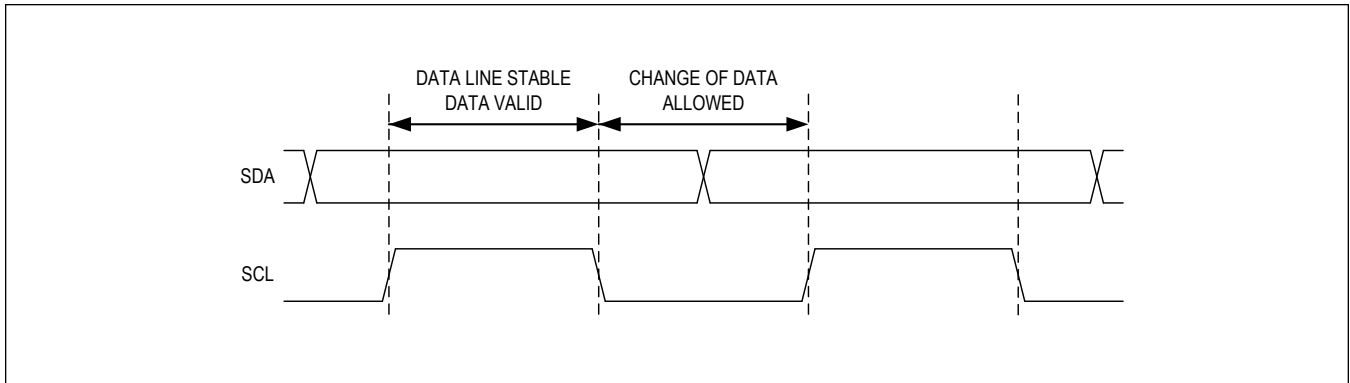 DATA LINE STABLE
DATA VALID
CHANGE OF DATA
ALLOWED
SDA
SCL